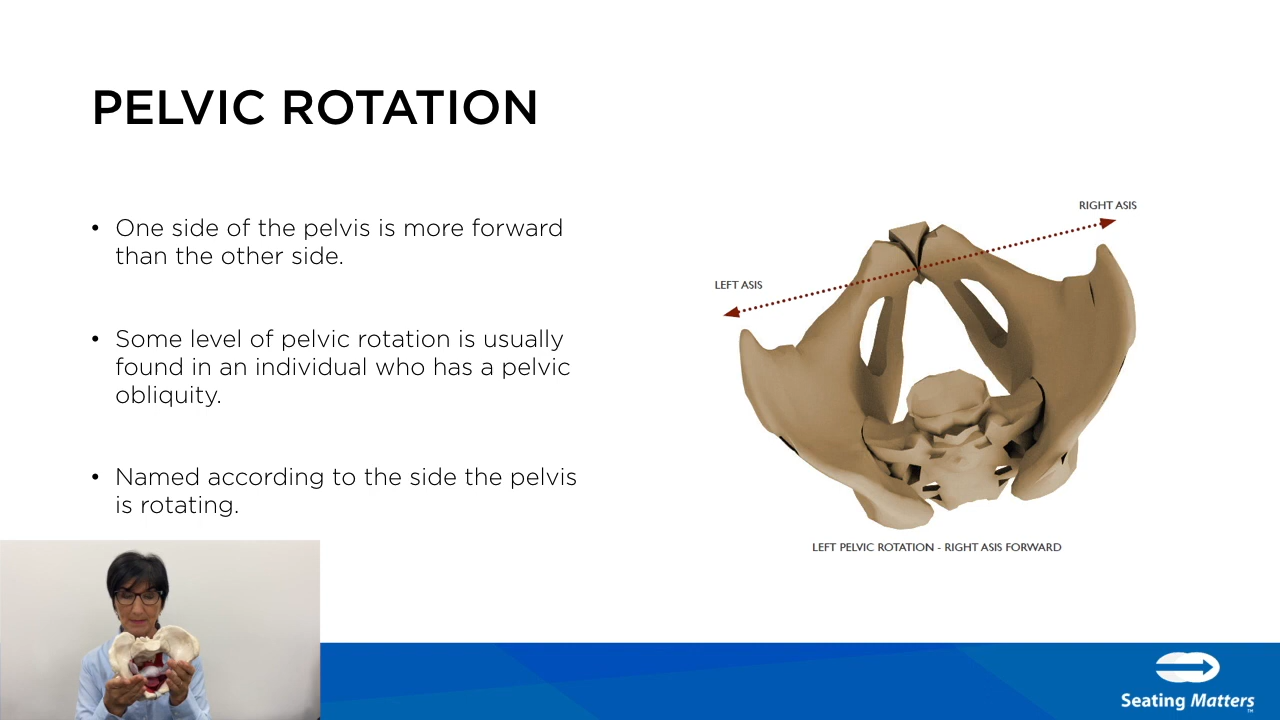 PELVIC ROTATION
• One side of the pelvis is more forward
than the other side.
• Some level of pelvic rotation is usually
found in an individual who has a pelvic
obliquity.
• Named according to the side the pelvis
is rotating.
RIGHT ASIS
LEFT ASIS
LEFT PELVIC ROTATION - RIGHT ASIS FORWARD
Seating Matters
TM